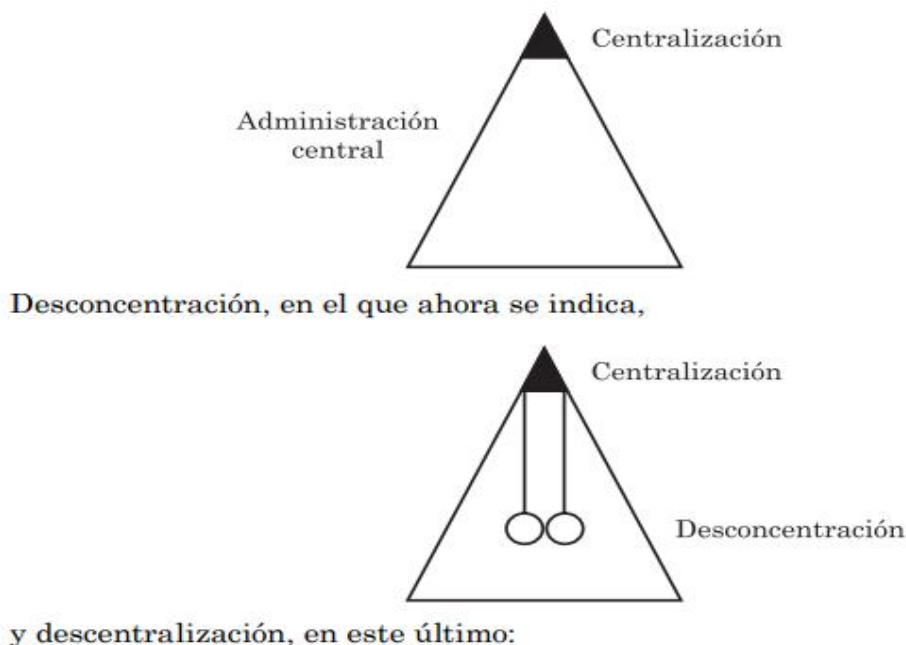 Centralización
Administración
central
Desconcentración, en el que ahora se indica,
Centralización
Desconcentración
y descentralización, en este último: